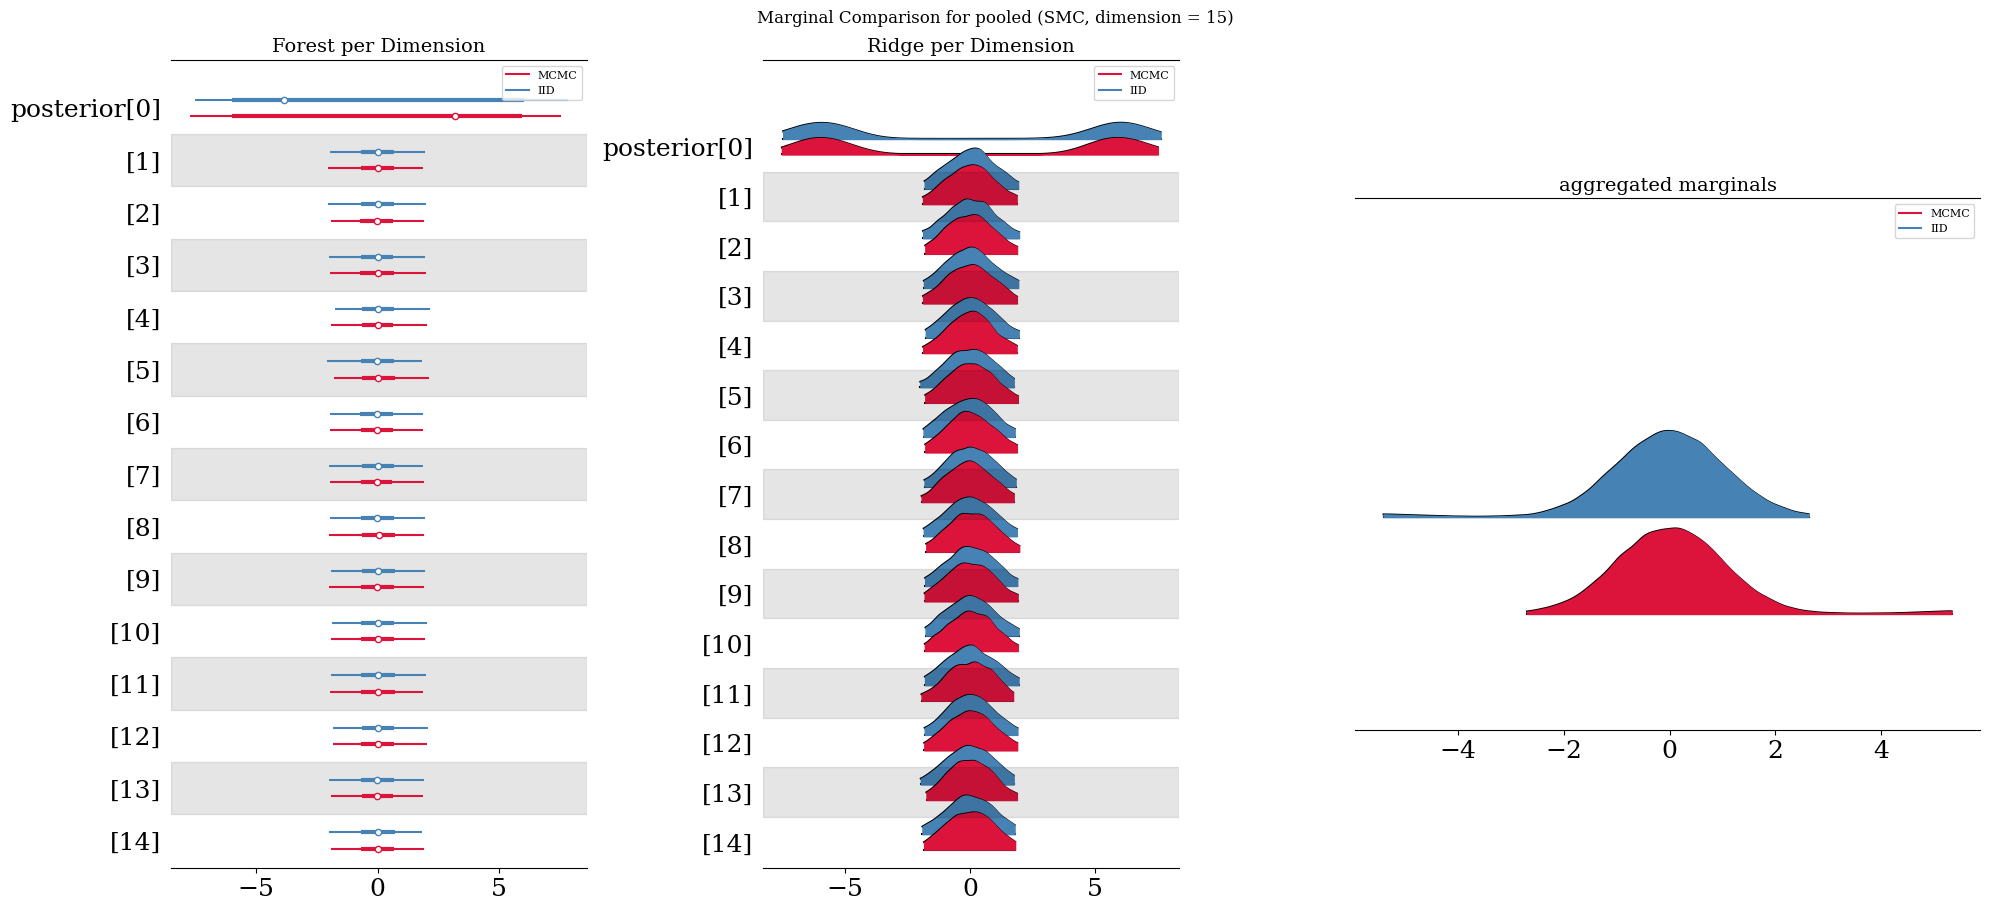 Marginal Comparison for pooled (SMC, dimension = 15)
Forest per Dimension
MCMC
IID
posterior[0]
[1]
[2]
[3]
[4]
[5]
[6]
[7]
[8]
[9]
[10]
[11]
[12]
[13]
[14]
−5 0 5
Ridge per Dimension
MCMC
IID
posterior[0]
[1]
[2]
[3]
[4]
[5]
[6]
[7]
[8]
[9]
[10]
[11]
[12]
[13]
[14]
−5 0 5
aggregated marginals
MCMC
IID
−4 −2 0 2 4